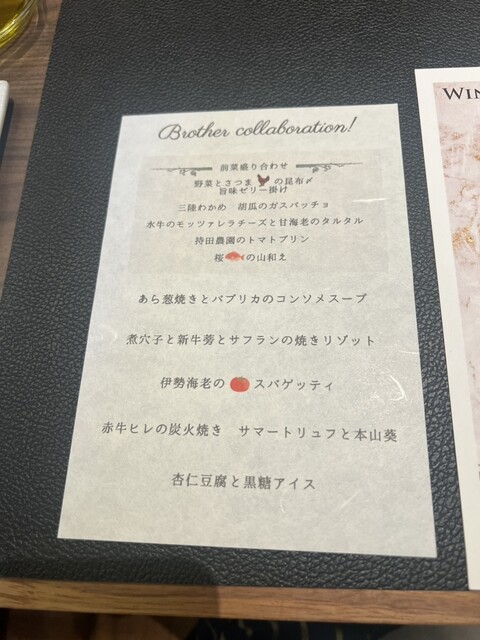 Brother collaboration!
前菜盛り合わせ
野菜とさつまの昆布〆
旨味ゼリー掛け
三陸わかめ 胡瓜のガスパッチョ
水牛のモッツァレラチーズと甘海老のタルタル
持田農園のトマトプリン
桜の山和え
あら葱焼きとパプリカのコンソメスープ
煮穴子と新牛蒡とサフランの焼きリゾット
伊勢海老のスパゲッティ
赤牛ヒレの炭火焼き サマートリュフと本山葵
杏仁豆腐と黒糖アイス
WIN